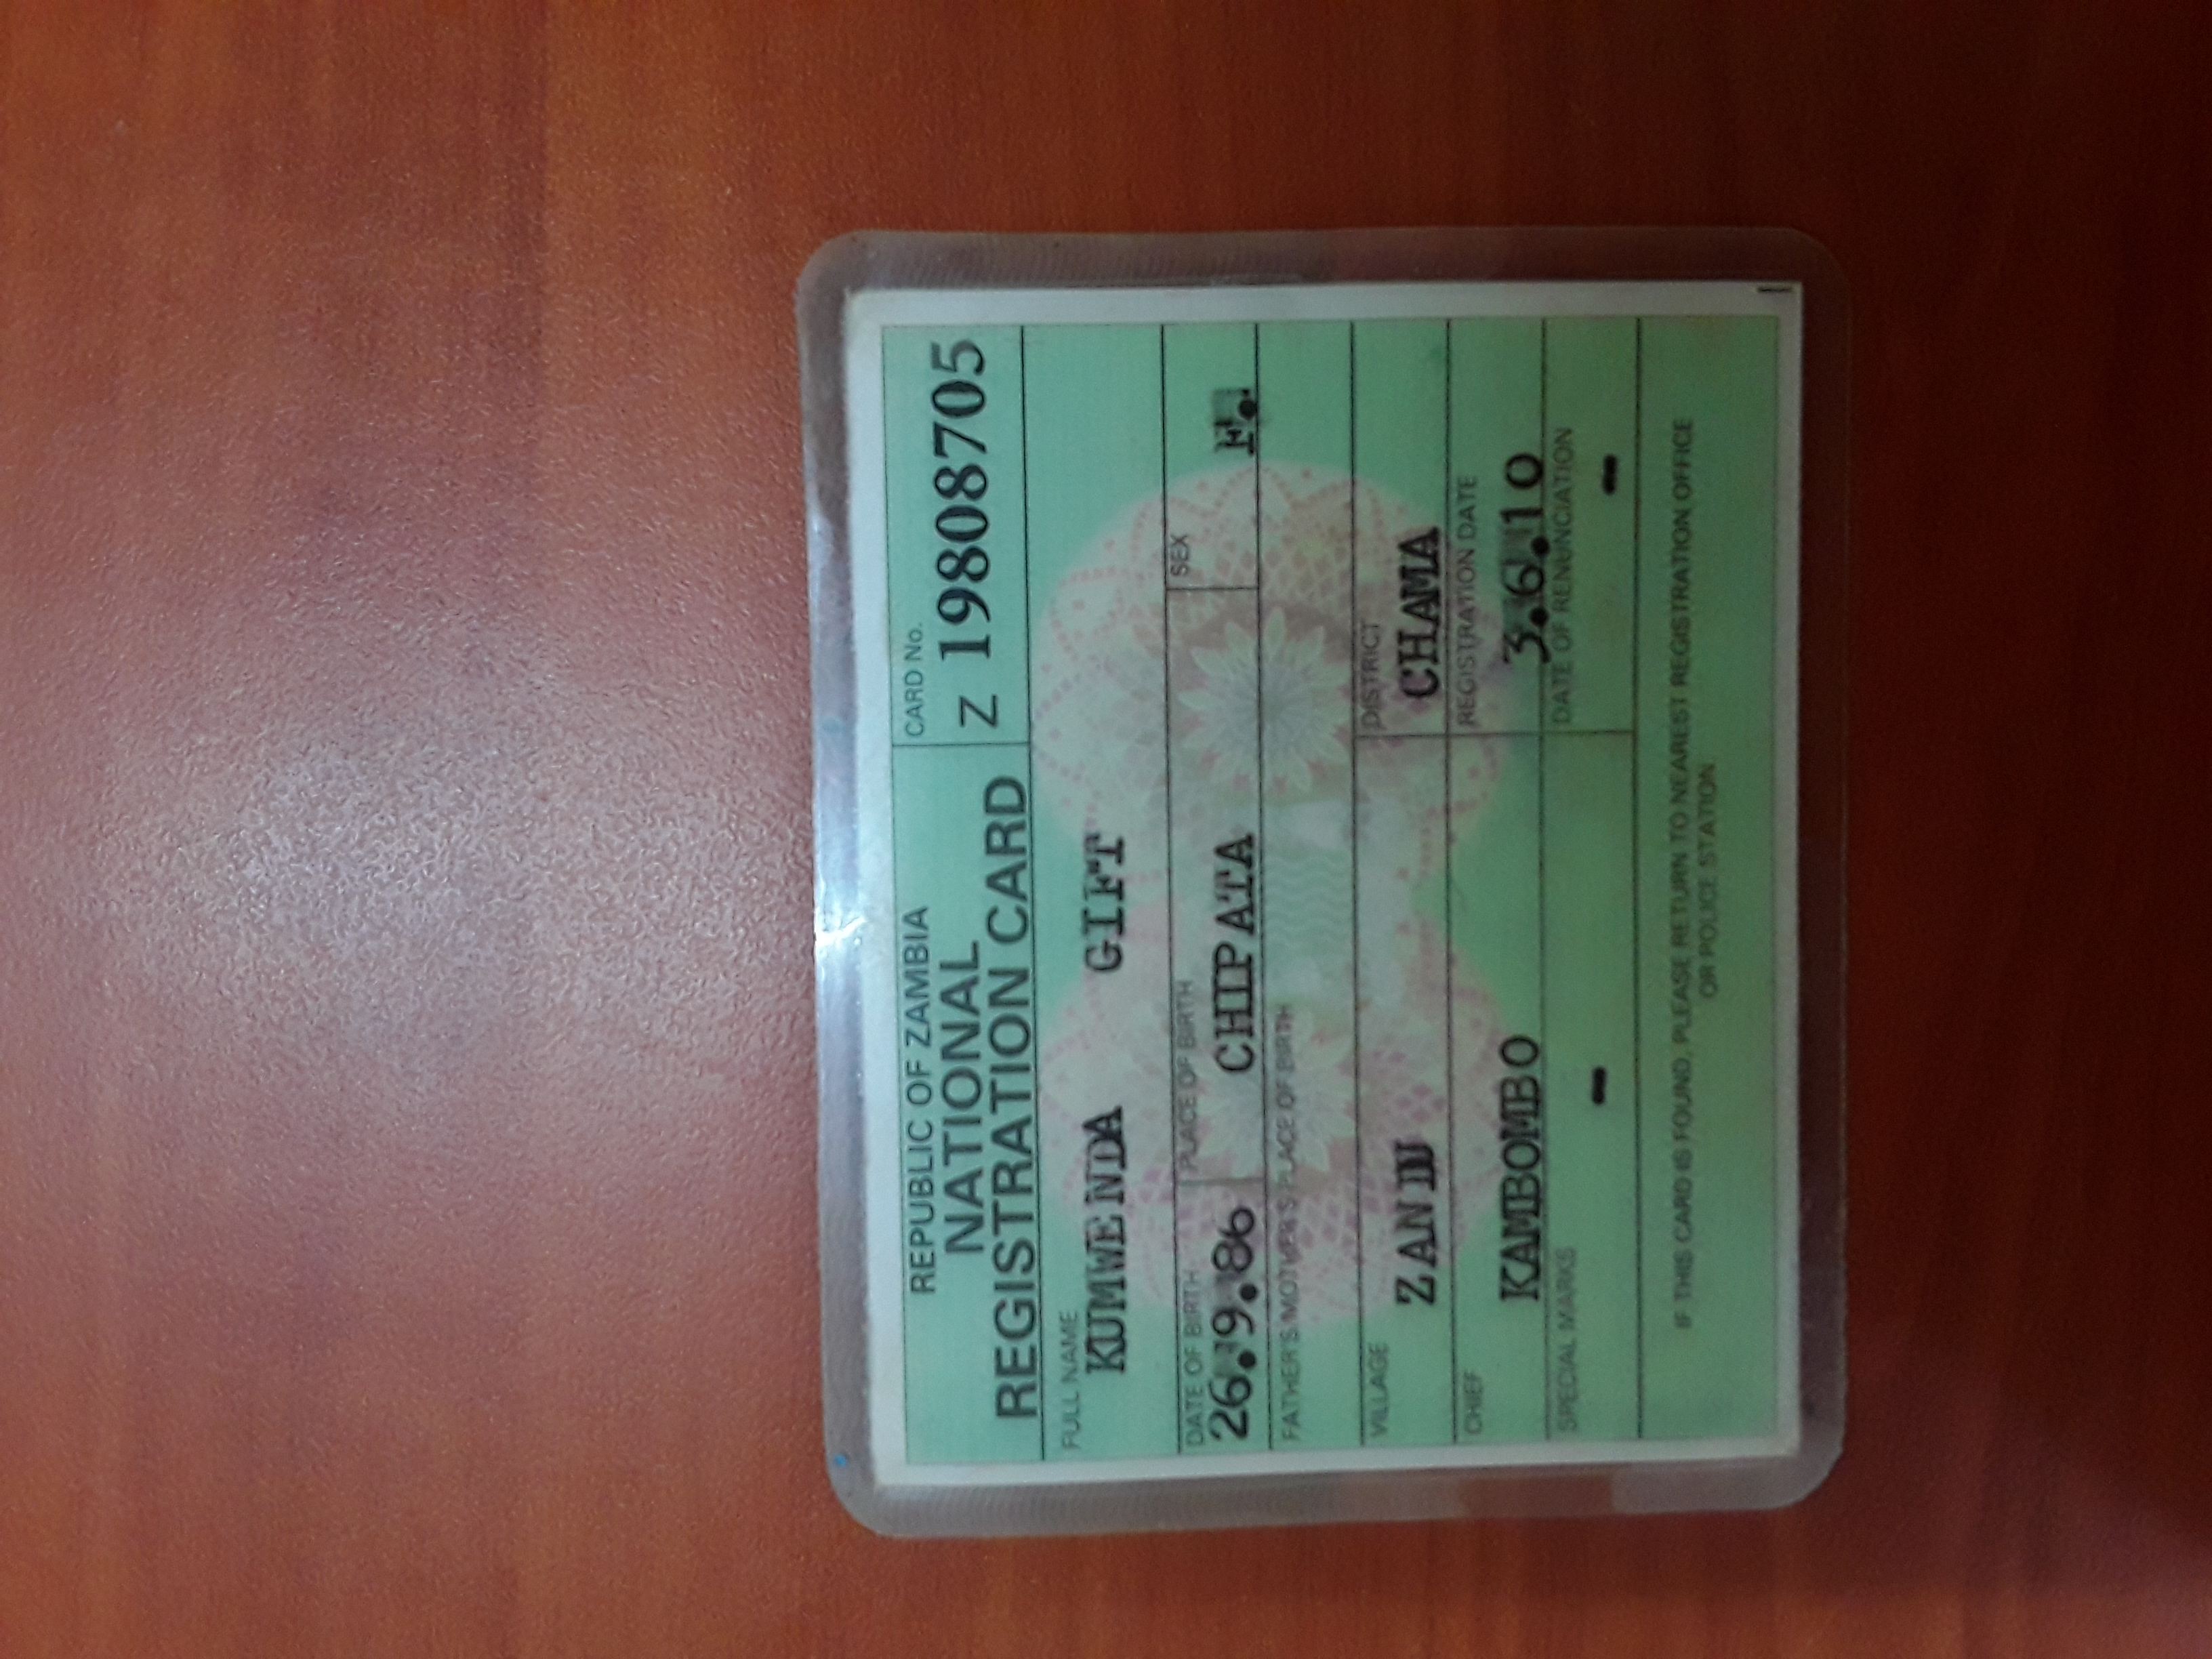 REPUBLIC OF ZAMBIA
NATIONAL
REGISTRATION CARD
CARD No.
Z 19808705
FULL NAME
KUMWENDA GIFT
DATE OF BIRTH PLACE OF BIRTH SEX
26.9.86 CHIPATA F.
FATHER'S/MOTHER'S PLACE OF BIRTH
VILLAGE DISTRICT
ZANDU CHAMA
CHIEF REGISTRATION DATE
KAMBOMBO 3.6.10
SPECIAL MARKS DATE OF RENUNCIATION
- -
IF THIS CARD IS FOUND, PLEASE RETURN TO NEAREST REGISTRATION OFFICE
OR POLICE STATION